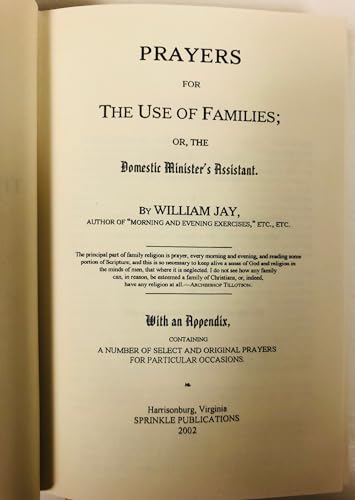 PRAYERS
FOR
THE USE OF FAMILIES;
OR, THE
Domestic Minister's Assistant.
BY WILLIAM JAY,
AUTHOR OF "MORNING AND EVENING EXERCISES," ETC., ETC.
The principal part of family religion is prayer, every morning and evening, and reading some
portion of Scripture; and this is so necessary to keep alive a sense of God and religion in
the minds of men, that where it is neglected. I do not see how any family
can, in reason, be esteemed a family of Christians, or, indeed,
have any religion at all.—ARCHBISHOP TILLOTSON.
With an Appendix,
CONTAINING
A NUMBER OF SELECT AND ORIGINAL PRAYERS
FOR PARTICULAR OCCASIONS.
Harrisonburg, Virginia
SPRINKLE PUBLICATIONS
2002